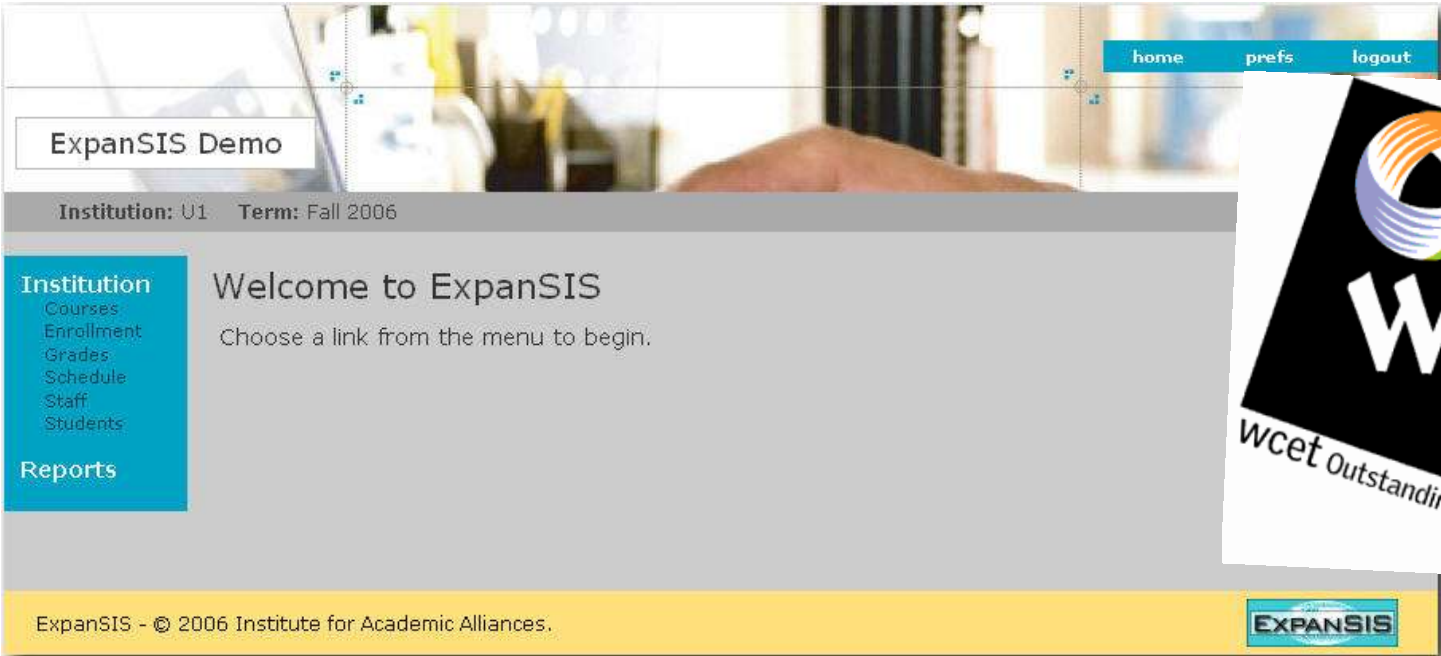 home prefs logout
ExpanSIS Demo
Institution: U1 Term: Fall 2006
Institution
Courses
Enrollment
Grades
Schedule
Staff
Students
Reports
Welcome to ExpanSIS
Choose a link from the menu to begin.
W
wcet
ExpanSIS - © 2006 Institute for Academic Alliances.
EXPANSIS